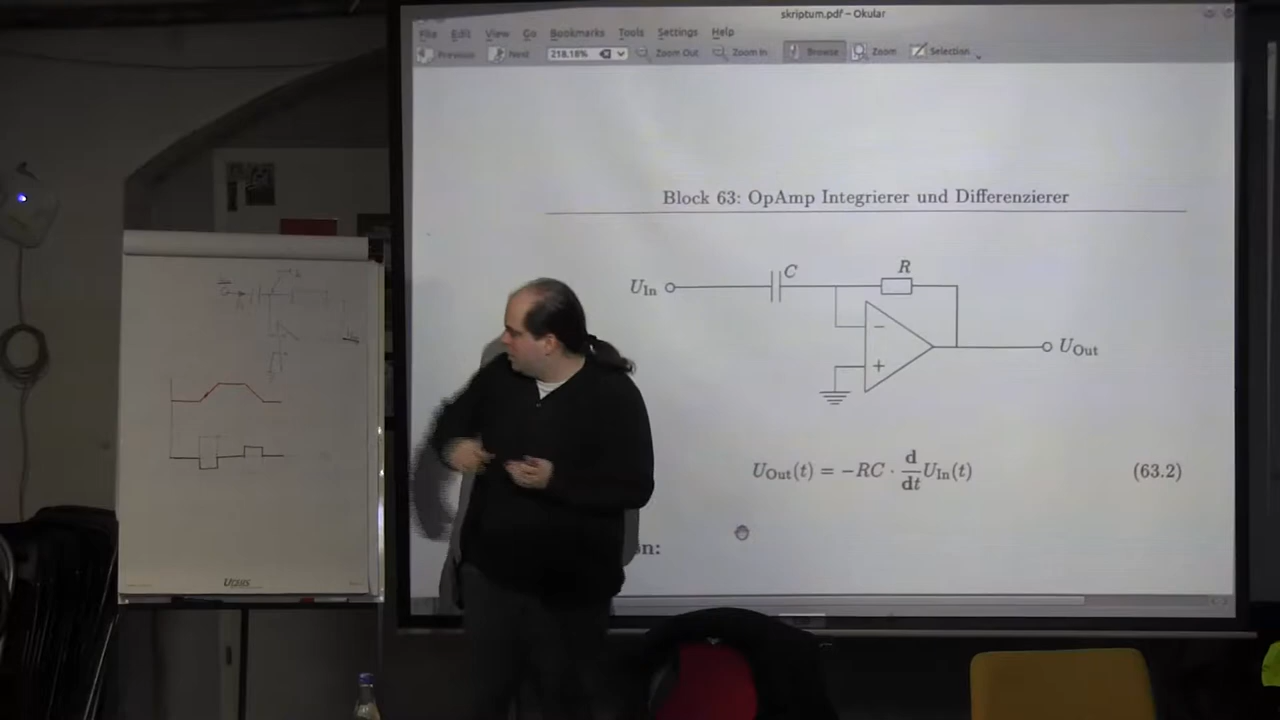 skriptum.pdf – Okular
File Edit View Go Bookmarks Tools Settings Help
Previous Next 218.18% Zoom Out Zoom In Browse Zoom Selection
Block 63: OpAmp Integrierer und Differenzierer
C
R
U_In
−
+
U_Out
U_Out(t) = −RC · d/dt U_In(t) (63.2)
on: